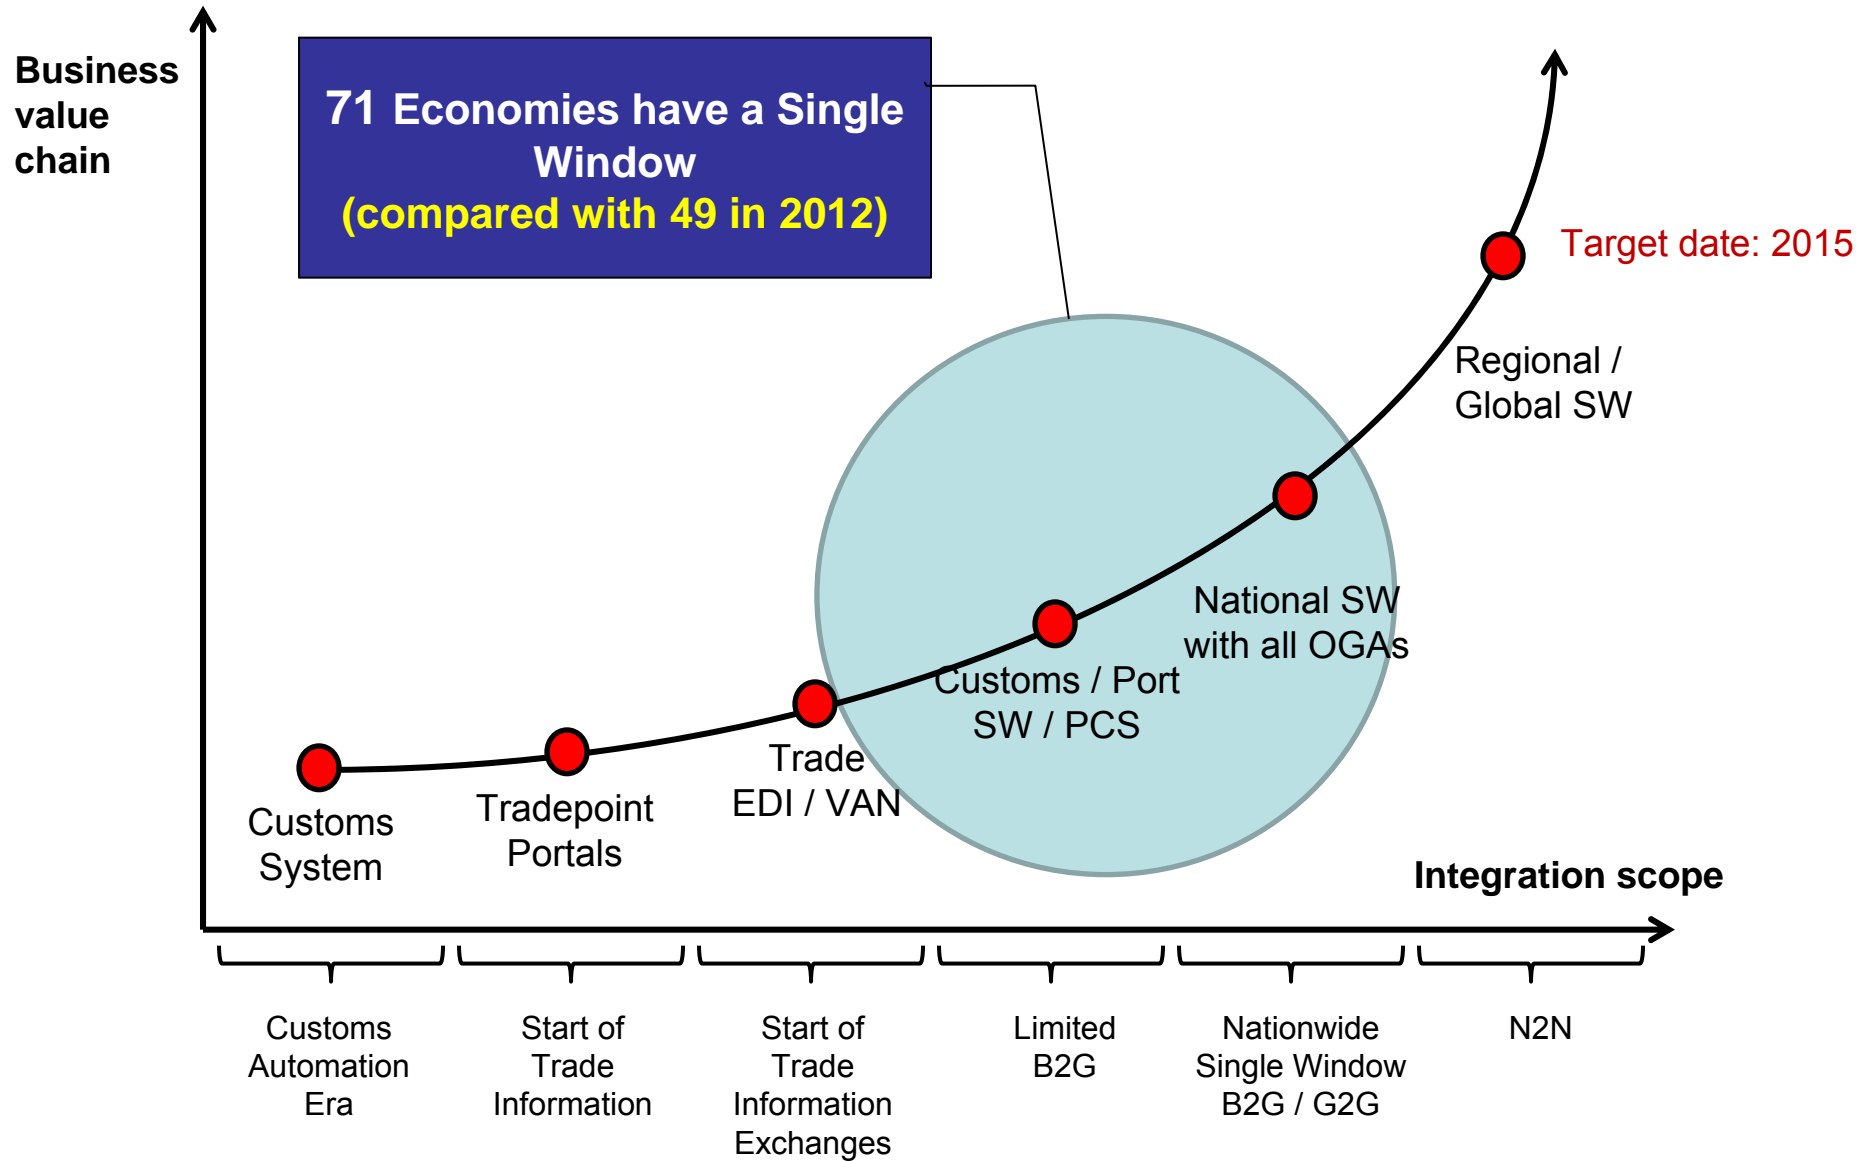 Business
value
chain
71 Economies have a Single
Window
(compared with 49 in 2012)
Target date: 2015
Regional /
Global SW
National SW
with all OGAs
Customs / Port
SW / PCS
Trade
EDI / VAN
Tradepoint
Portals
Customs
System
Integration scope
Customs
Automation
Era
Start of
Trade
Information
Start of
Trade
Information
Exchanges
Limited
B2G
Nationwide
Single Window
B2G / G2G
N2N